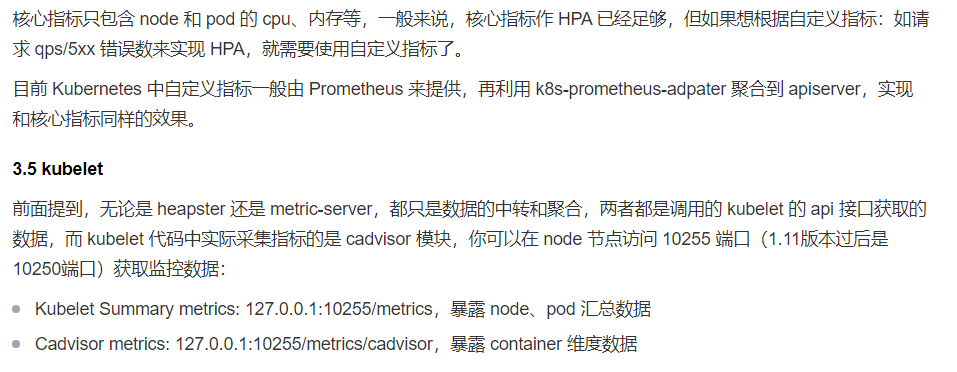 核心指标只包含 node 和 pod 的 cpu、内存等，一般来说，核心指标作 HPA 已经足够，但如果想根据自定义指标：如请
求 qps/5xx 错误数来实现 HPA，就需要使用自定义指标了。
目前 Kubernetes 中自定义指标一般由 Prometheus 来提供，再利用 k8s-prometheus-adpater 聚合到 apiserver，实现
和核心指标同样的效果。
3.5 kubelet
前面提到，无论是 heapster 还是 metric-server，都只是数据的中转和聚合，两者都是调用的 kubelet 的 api 接口获取的
数据，而 kubelet 代码中实际采集指标的是 cadvisor 模块，你可以在 node 节点访问 10255 端口（1.11版本过后是
10250端口）获取监控数据：
Kubelet Summary metrics: 127.0.0.1:10255/metrics，暴露 node、pod 汇总数据
Cadvisor metrics: 127.0.0.1:10255/metrics/cadvisor，暴露 container 维度数据